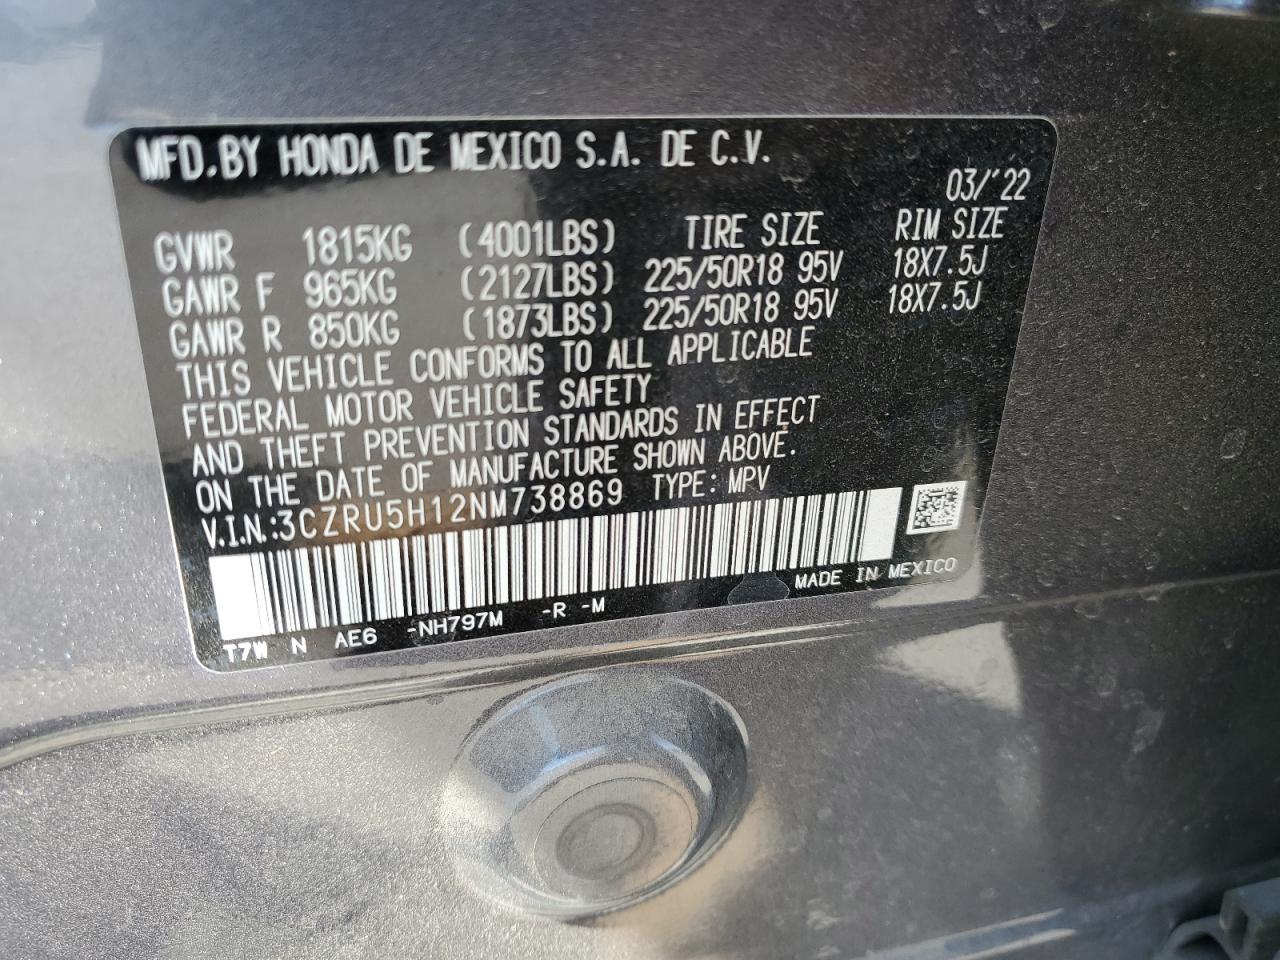 MFD.BY HONDA DE MEXICO S.A. DE C.V.
03/'22
GVWR 1815KG (4001LBS) TIRE SIZE RIM SIZE
GAWR F 965KG (2127LBS) 225/50R18 95V 18X7.5J
GAWR R 850KG (1873LBS) 225/50R18 95V 18X7.5J
THIS VEHICLE CONFORMS TO ALL APPLICABLE
FEDERAL MOTOR VEHICLE SAFETY
AND THEFT PREVENTION STANDARDS IN EFFECT
ON THE DATE OF MANUFACTURE SHOWN ABOVE.
V.I.N.:3CZRU5H12NM738869 TYPE: MPV
MADE IN MEXICO
T7W N AE6 -NH797M -R -M